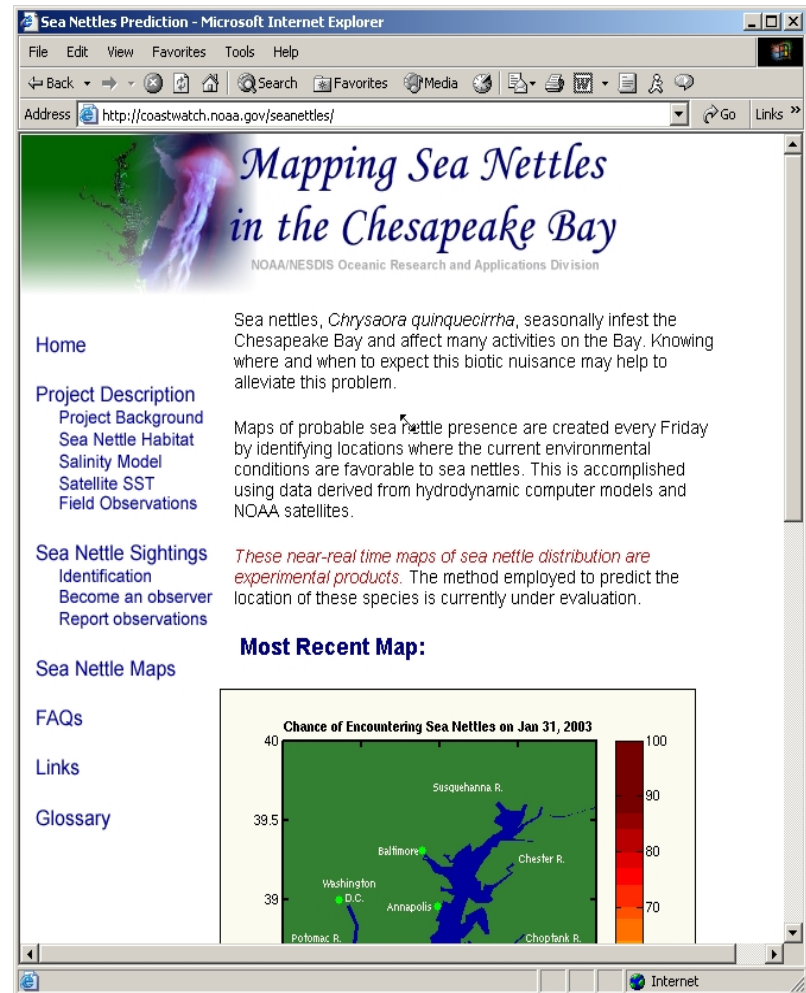 Sea Nettles Prediction - Microsoft Internet Explorer
File Edit View Favorites Tools Help
Back Search Favorites Media
Address http://coastwatch.noaa.gov/seanettles/ Go Links »
Mapping Sea Nettles
in the Chesapeake Bay
NOAA/NESDIS Oceanic Research and Applications Division
Home
Project Description
Project Background
Sea Nettle Habitat
Salinity Model
Satellite SST
Field Observations
Sea Nettle Sightings
Identification
Become an observer
Report observations
Sea Nettle Maps
FAQs
Links
Glossary
Sea nettles, Chrysaora quinquecirrha, seasonally infest the
Chesapeake Bay and affect many activities on the Bay. Knowing
where and when to expect this biotic nuisance may help to
alleviate this problem.
Maps of probable sea nettle presence are created every Friday
by identifying locations where the current environmental
conditions are favorable to sea nettles. This is accomplished
using data derived from hydrodynamic computer models and
NOAA satellites.
These near-real time maps of sea nettle distribution are
experimental products. The method employed to predict the
location of these species is currently under evaluation.
Most Recent Map:
Chance of Encountering Sea Nettles on Jan 31, 2003
40
39.5
39
Susquehanna R.
Baltimore
Chester R.
Washington
D.C.
Annapolis
Potomac R.
Choptank R.
100
90
80
70
Internet